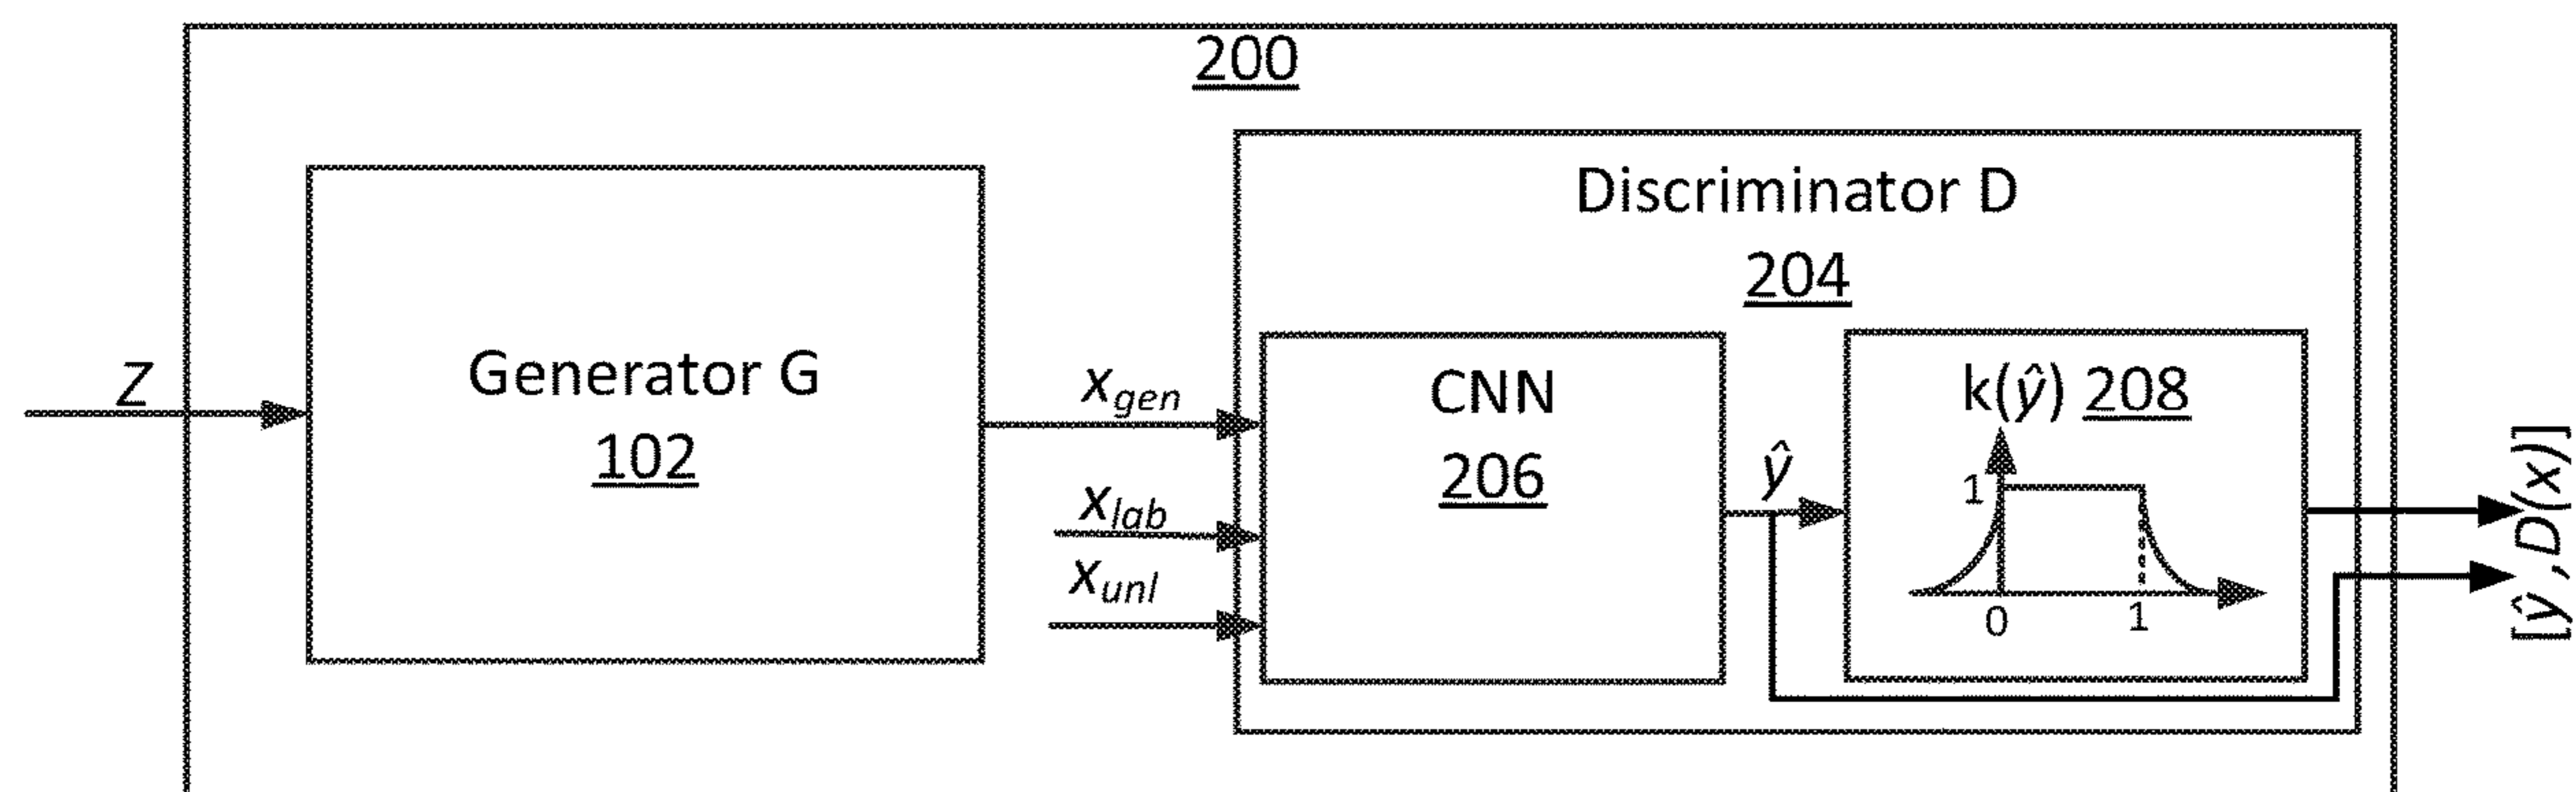 200
Discriminator D
204
Generator G
102
Z
x_gen
x_lab
x_unl
CNN
206
ŷ
k(ŷ) 208
1
0
1
[ŷ ,D(x)]